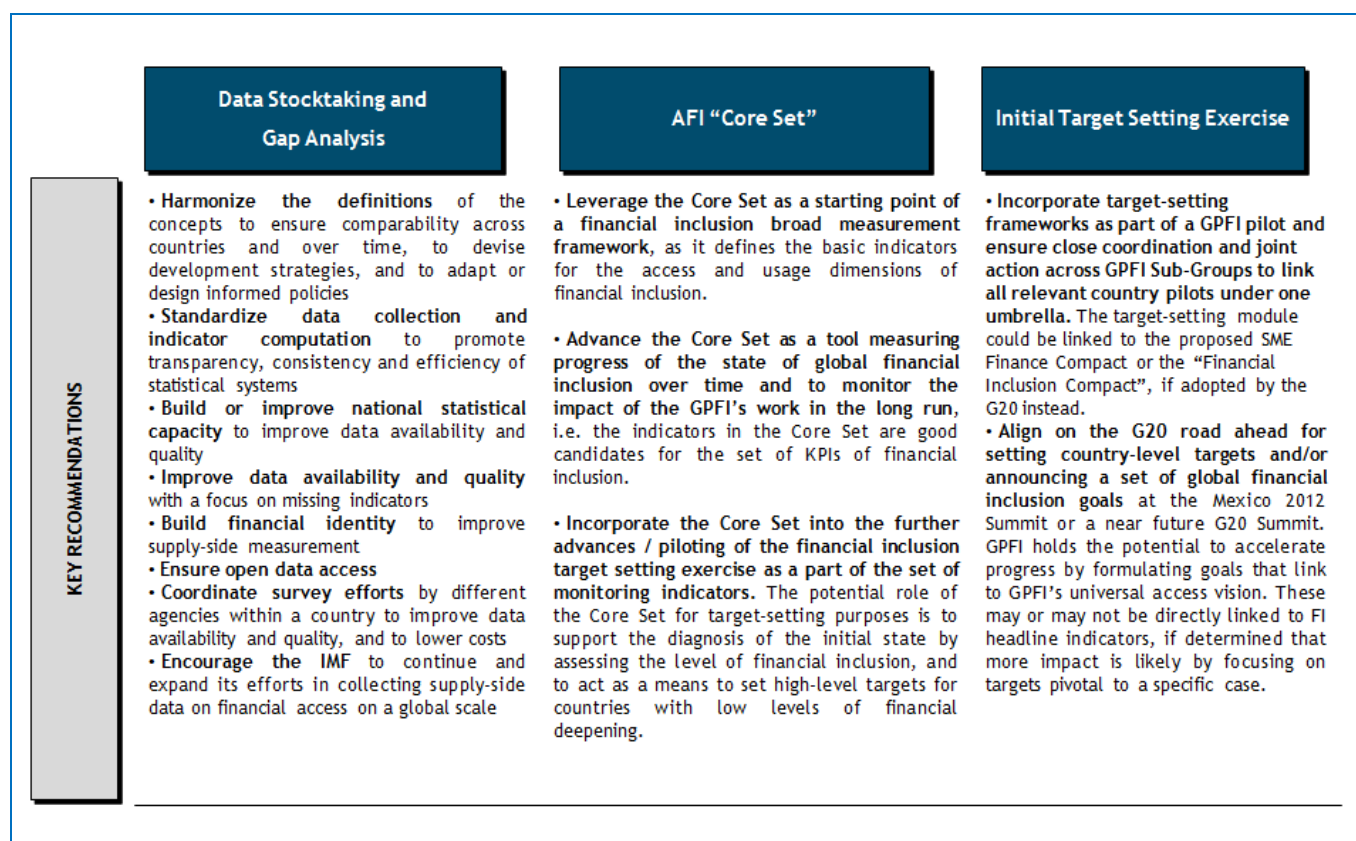 Data Stocktaking and
Gap Analysis
AFI “Core Set”
Initial Target Setting Exercise
KEY RECOMMENDATIONS
• Harmonize the definitions of the
concepts to ensure comparability across
countries and over time, to devise
development strategies, and to adapt or
design informed policies
• Standardize data collection and
indicator computation to promote
transparency, consistency and efficiency of
statistical systems
• Build or improve national statistical
capacity to improve data availability and
quality
• Improve data availability and quality
with a focus on missing indicators
• Build financial identity to improve
supply-side measurement
• Ensure open data access
• Coordinate survey efforts by different
agencies within a country to improve data
availability and quality, and to lower costs
• Encourage the IMF to continue and
expand its efforts in collecting supply-side
data on financial access on a global scale
• Leverage the Core Set as a starting point of
a financial inclusion broad measurement
framework, as it defines the basic indicators
for the access and usage dimensions of
financial inclusion.
• Advance the Core Set as a tool measuring
progress of the state of global financial
inclusion over time and to monitor the
impact of the GPFI’s work in the long run,
i.e. the indicators in the Core Set are good
candidates for the set of KPIs of financial
inclusion.
• Incorporate the Core Set into the further
advances / piloting of the financial inclusion
target setting exercise as a part of the set of
monitoring indicators. The potential role of
the Core Set for target-setting purposes is to
support the diagnosis of the initial state by
assessing the level of financial inclusion, and
to act as a means to set high-level targets for
countries with low levels of financial
deepening.
• Incorporate target-setting
frameworks as part of a GPFI pilot and
ensure close coordination and joint
action across GPFI Sub-Groups to link
all relevant country pilots under one
umbrella. The target-setting module
could be linked to the proposed SME
Finance Compact or the “Financial
Inclusion Compact”, if adopted by the
G20 instead.
• Align on the G20 road ahead for
setting country-level targets and/or
announcing a set of global financial
inclusion goals at the Mexico 2012
Summit or a near future G20 Summit.
GPFI holds the potential to accelerate
progress by formulating goals that link
to GPFI’s universal access vision. These
may or may not be directly linked to FI
headline indicators, if determined that
more impact is likely by focusing on
targets pivotal to a specific case.